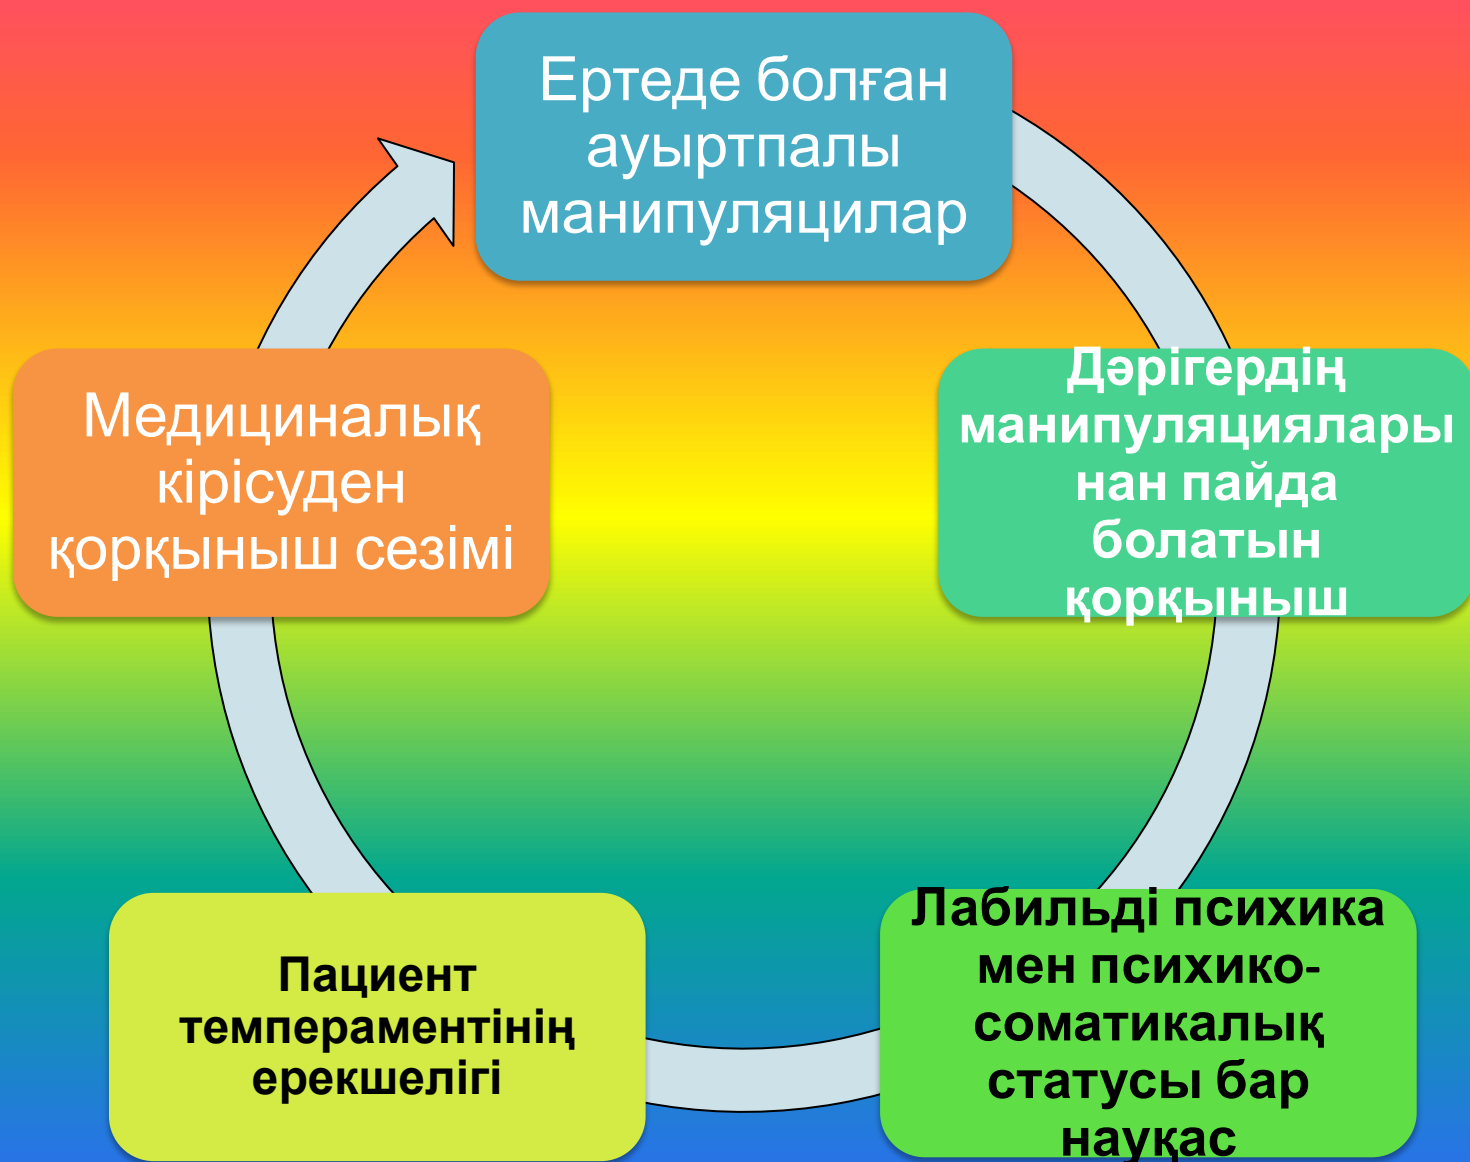 Ертеде болған
ауыртпалы
манипуляцилар
Дәрігердің
манипуляциялары
нан пайда
болатын
қорқыныш
Лабильді психика
мен психико-
соматикалық
статусы бар
науқас
Пациент
темпераментінің
ерекшелігі
Медициналық
кірісуден
қорқыныш сезімі